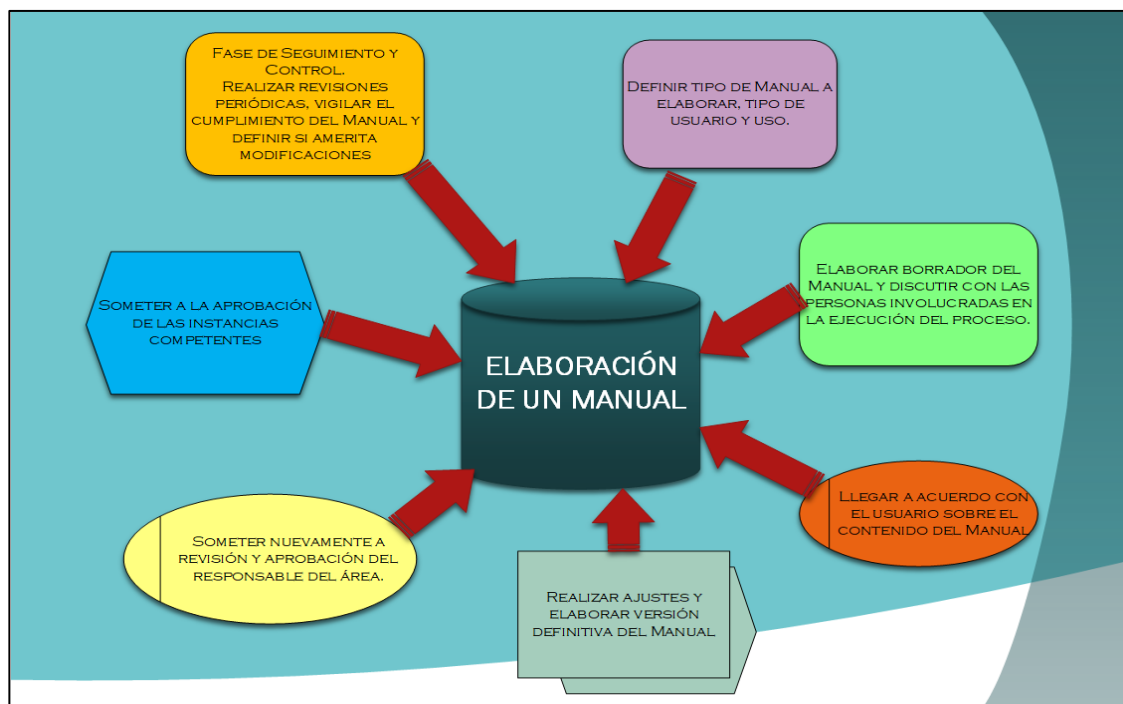 Fase de Seguimiento y
Control.
Realizar revisiones
periódicas, vigilar el
cumplimiento del Manual y
definir si amerita
modificaciones
Definir tipo de Manual a
elaborar, tipo de
usuario y uso.
Someter a la aprobación
de las instancias
competentes
Elaborar borrador del
Manual y discutir con las
personas involucradas en
la ejecución del proceso.
ELABORACIÓN
DE UN MANUAL
Llegar a acuerdo con
el usuario sobre el
contenido del Manual
Someter nuevamente a
revisión y aprobación del
responsable del área.
Realizar ajustes y
elaborar versión
definitiva del Manual